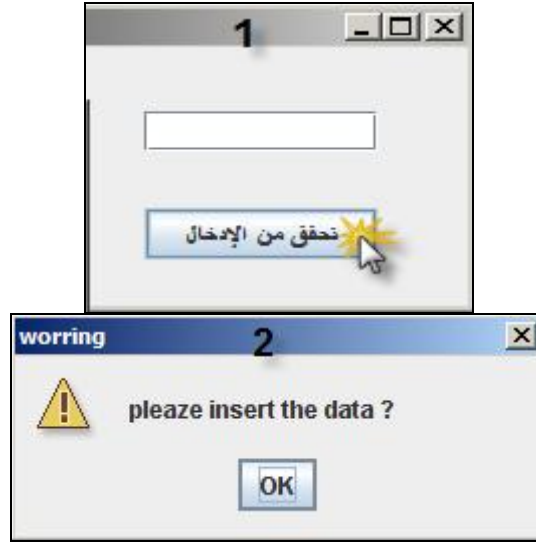 1
تحقق من الإدخال
worring
2
pleaze insert the data ?
OK